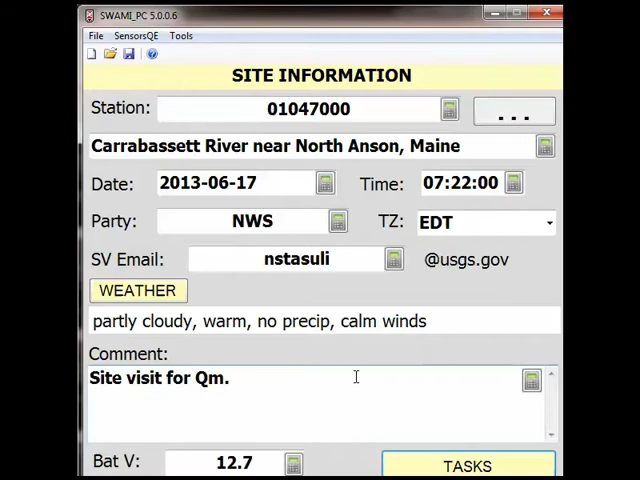 SWAMI_PC 5.0.0.6
File SensorsQE Tools
SITE INFORMATION
Station: 01047000 ...
Carrabassett River near North Anson, Maine
Date: 2013-06-17 Time: 07:22:00
Party: NWS TZ: EDT
SV Email: nstasuli @usgs.gov
WEATHER
partly cloudy, warm, no precip, calm winds
Comment:
Site visit for Qm.
Bat V: 12.7 TASKS